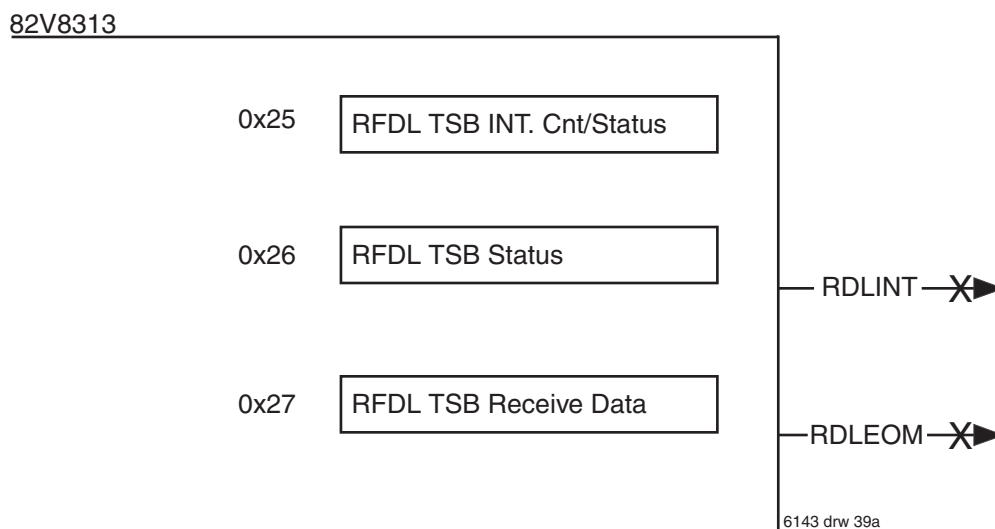 82V8313
0x25 RFDL TSB INT. Cnt/Status
0x26 RFDL TSB Status
RDLINT
0x27 RFDL TSB Receive Data
RDLEOM
6143 drw 39a